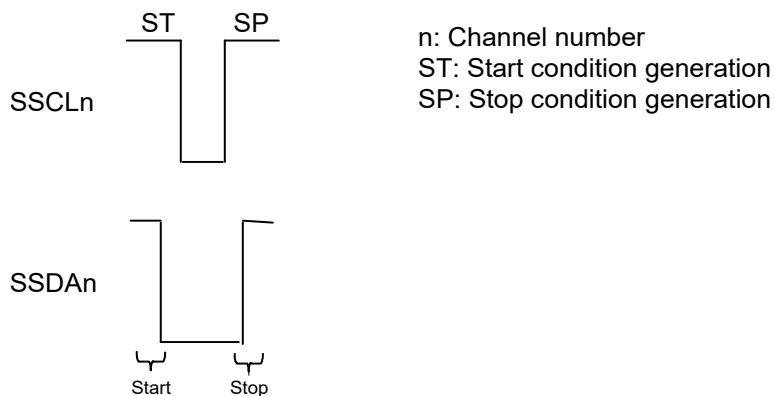 ST SP
n: Channel number
ST: Start condition generation
SP: Stop condition generation
SSCLn
SSDAn
Start Stop